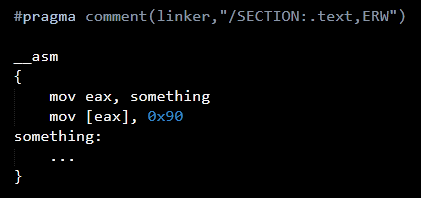 #pragma comment(linker,"/SECTION:.text,ERW")
__asm
{
mov eax, something
mov [eax], 0x90
something:
...
}